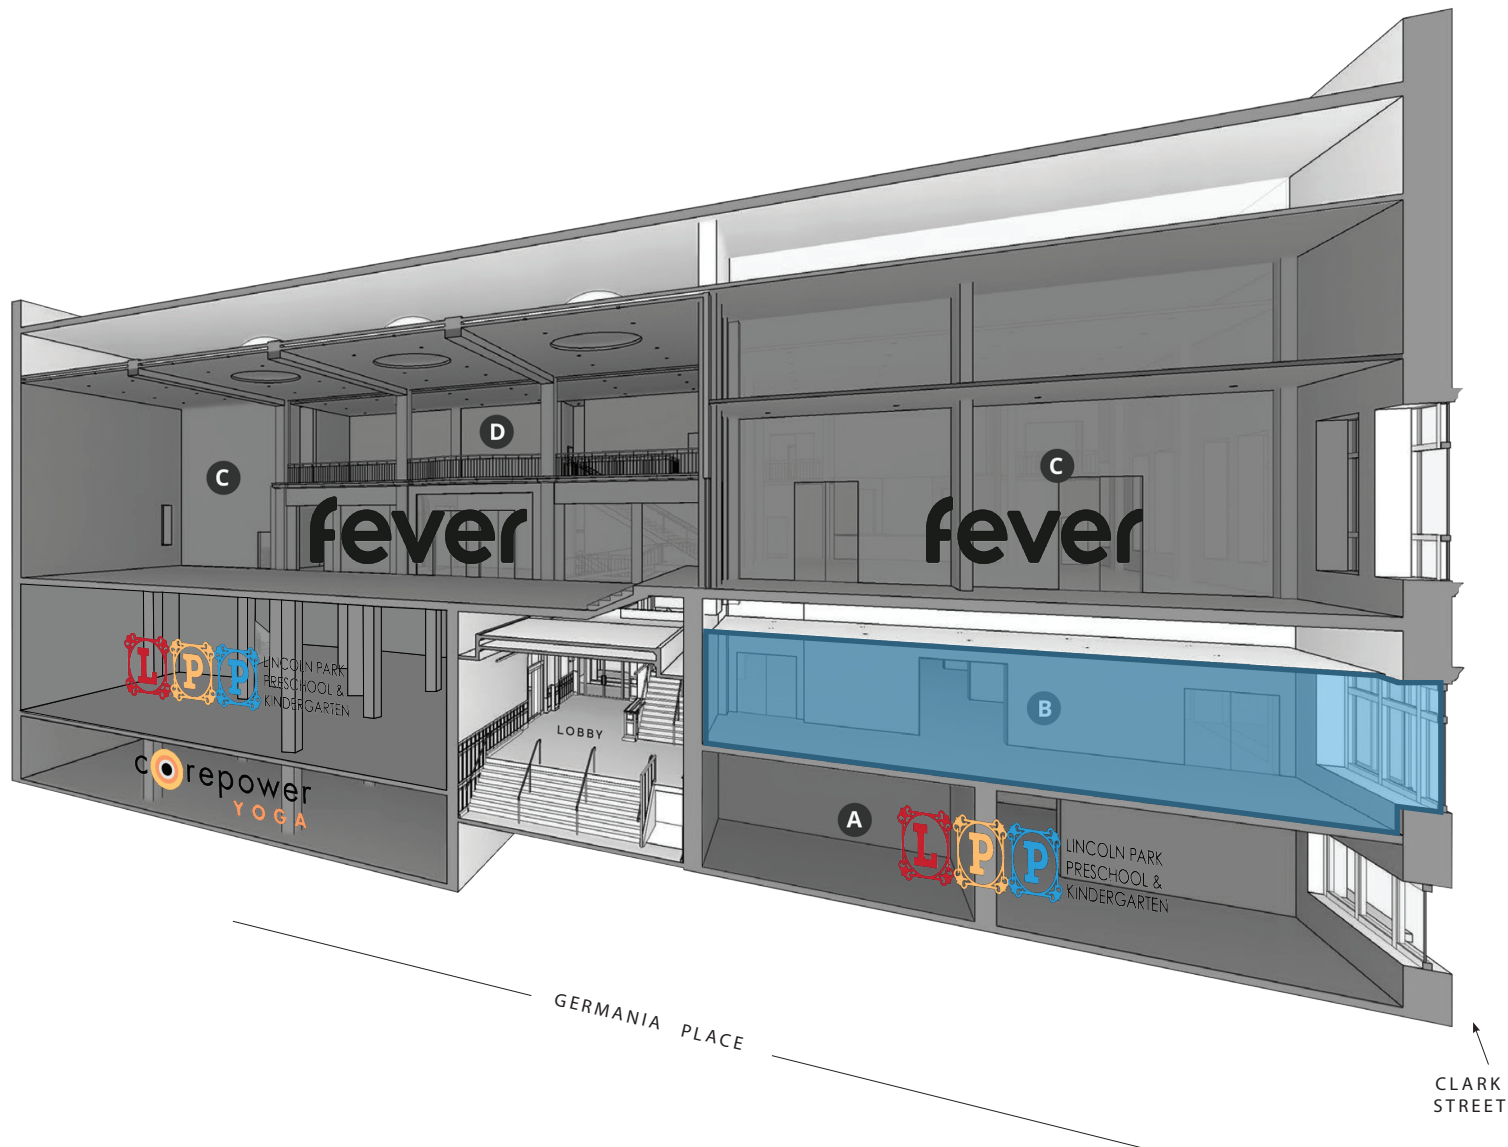 D
C
C
fever
fever
LPP
LINCOLN PARK
PRESCHOOL &
KINDERGARTEN
B
LOBBY
corepower
YOGA
A
LPP
LINCOLN PARK
PRESCHOOL &
KINDERGARTEN
GERMANIA PLACE
CLARK
STREET